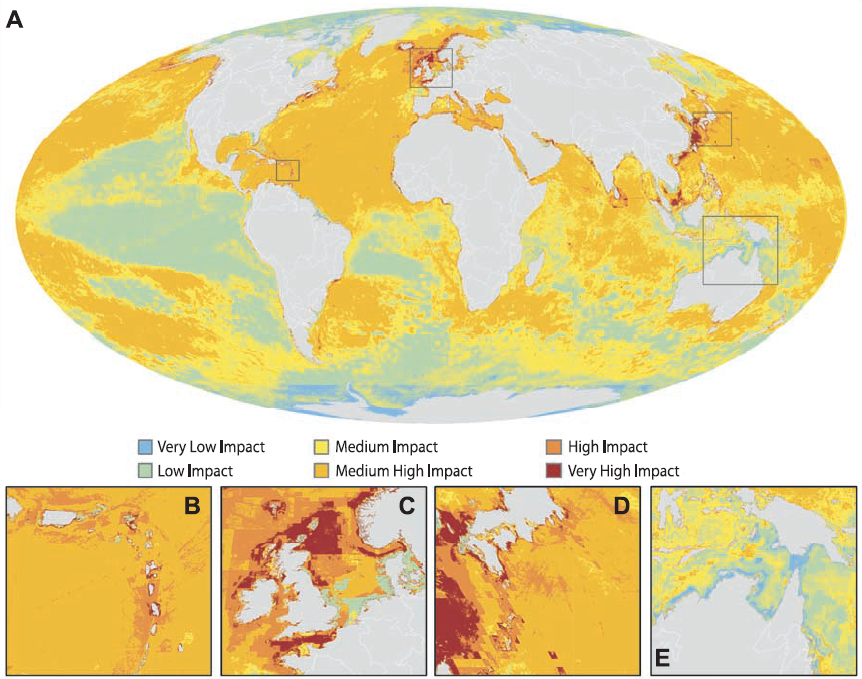 A
Very Low Impact
Medium Impact
High Impact
Low Impact
Medium High Impact
Very High Impact
B
C
D
E